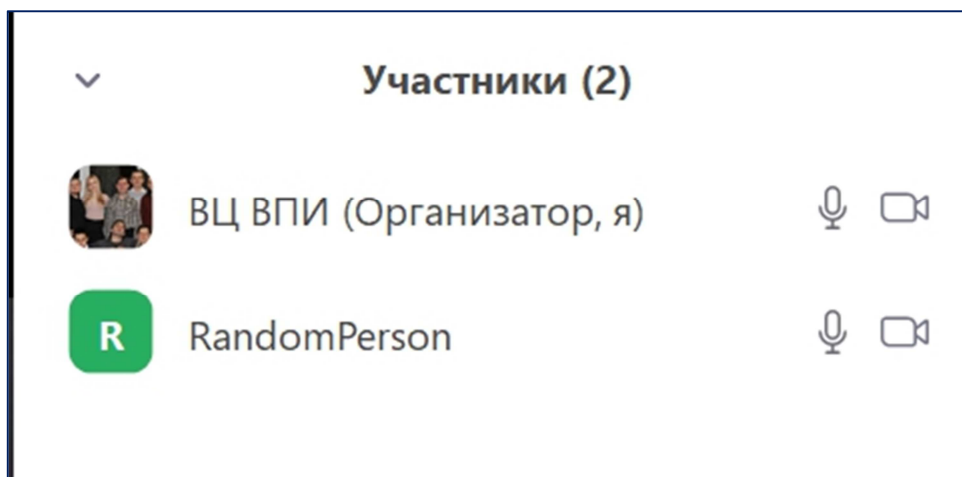 Участники (2)
ВЦ ВПИ (Организатор, я)
R
RandomPerson